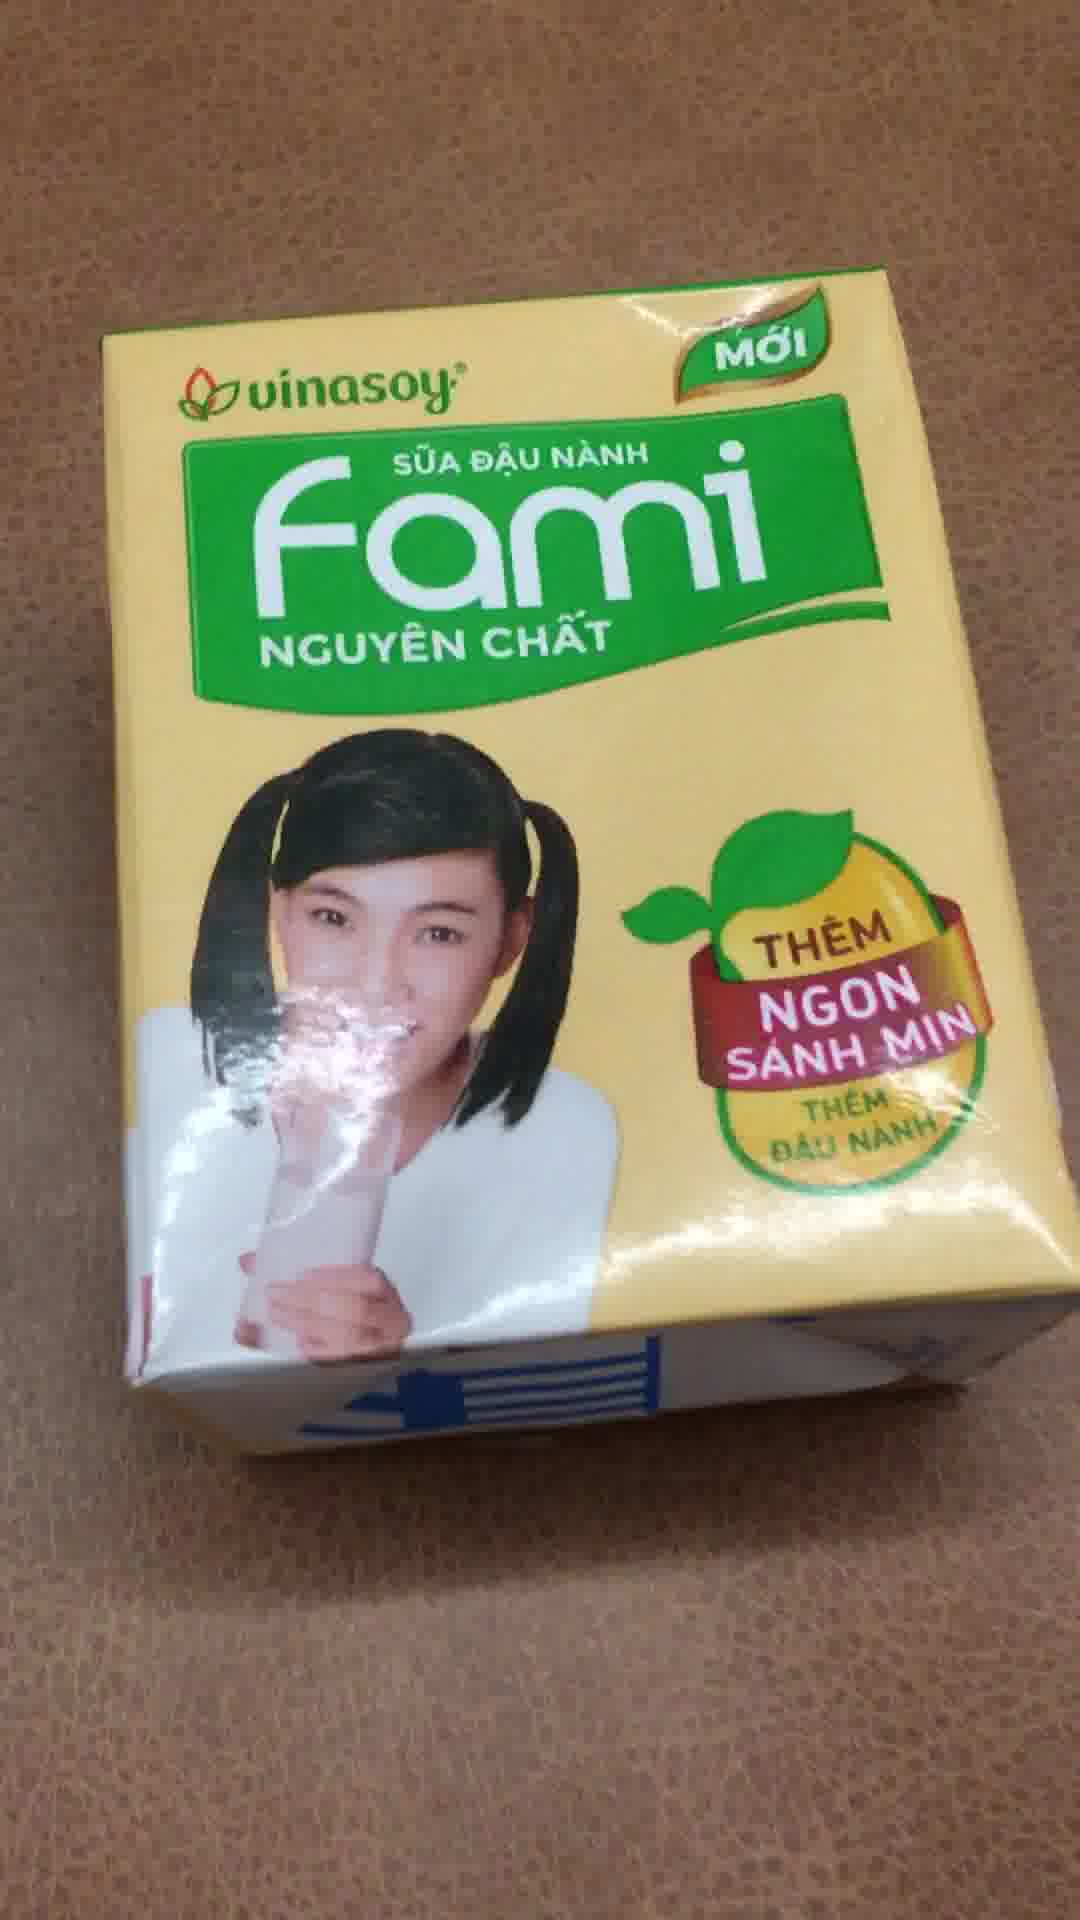 vinasoy®
MỚI
SỮA ĐẬU NÀNH
Fami
NGUYÊN CHẤT
THÊM
NGON
SÁNH MỊN
THÊM
ĐẬU NÀNH